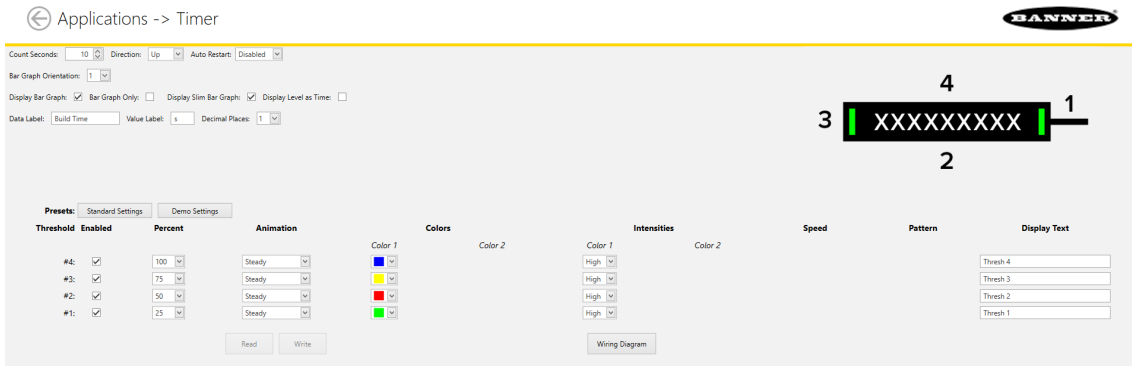 Applications -> Timer
BANNER
Count Seconds: 10 Direction: Up Auto Restart: Disabled
Bar Graph Orientation: 1
Display Bar Graph: Bar Graph Only: Display Slim Bar Graph: Display Level as Time:
Data Label: Build Time Value Label: s Decimal Places: 1
4
3 XXXXXXXXX 1
2
Presets: Standard Settings Demo Settings
Threshold Enabled Percent Animation Colors Intensities Speed Pattern Display Text
Color 1 Color 2 Color 1 Color 2
#4: 100 Steady High Thresh 4
#3: 75 Steady High Thresh 3
#2: 50 Steady High Thresh 2
#1: 25 Steady High Thresh 1
Read Write Wiring Diagram